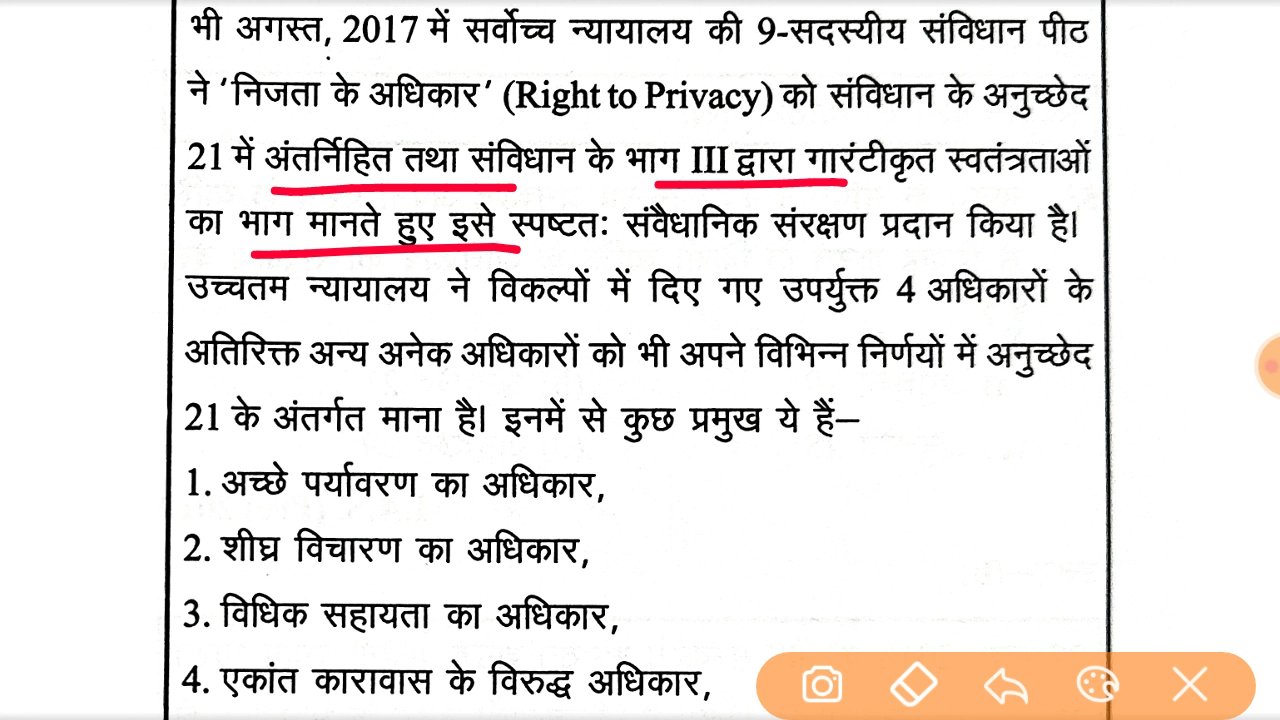 भी अगस्त, 2017 में सर्वोच्च न्यायालय की 9-सदस्यीय संविधान पीठ
ने ‘निजता के अधिकार’ (Right to Privacy) को संविधान के अनुच्छेद
21 में अंतर्निहित तथा संविधान के भाग III द्वारा गारंटीकृत स्वतंत्रताओं
का भाग मानते हुए इसे स्पष्टतः संवैधानिक संरक्षण प्रदान किया है।
उच्चतम न्यायालय ने विकल्पों में दिए गए उपर्युक्त 4 अधिकारों के
अतिरिक्त अन्य अनेक अधिकारों को भी अपने विभिन्न निर्णयों में अनुच्छेद
21 के अंतर्गत माना है। इनमें से कुछ प्रमुख ये हैं–
1. अच्छे पर्यावरण का अधिकार,
2. शीघ्र विचारण का अधिकार,
3. विधिक सहायता का अधिकार,
4. एकांत कारावास के विरुद्ध अधिकार,